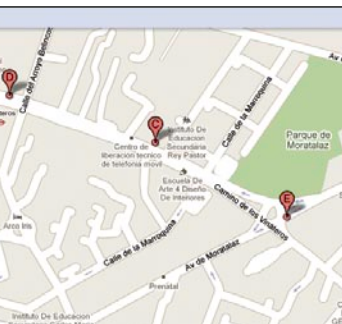 D
Calle del Arroyo Belincoso
C
Instituto De
Educacion
Secundaria
Rey Pastor
Centro de
liberacion tecnico
de telefonia movil
Calle de la Marroquina
Av
Parque de
Moratalaz
Escuela De
Arte 4 Diseño
De Interiores
E
Camino de los Vinateros
Arco Iris
Calle de la Marroquina
Av de Moratalaz
Prenatal
Instituto De Educacion